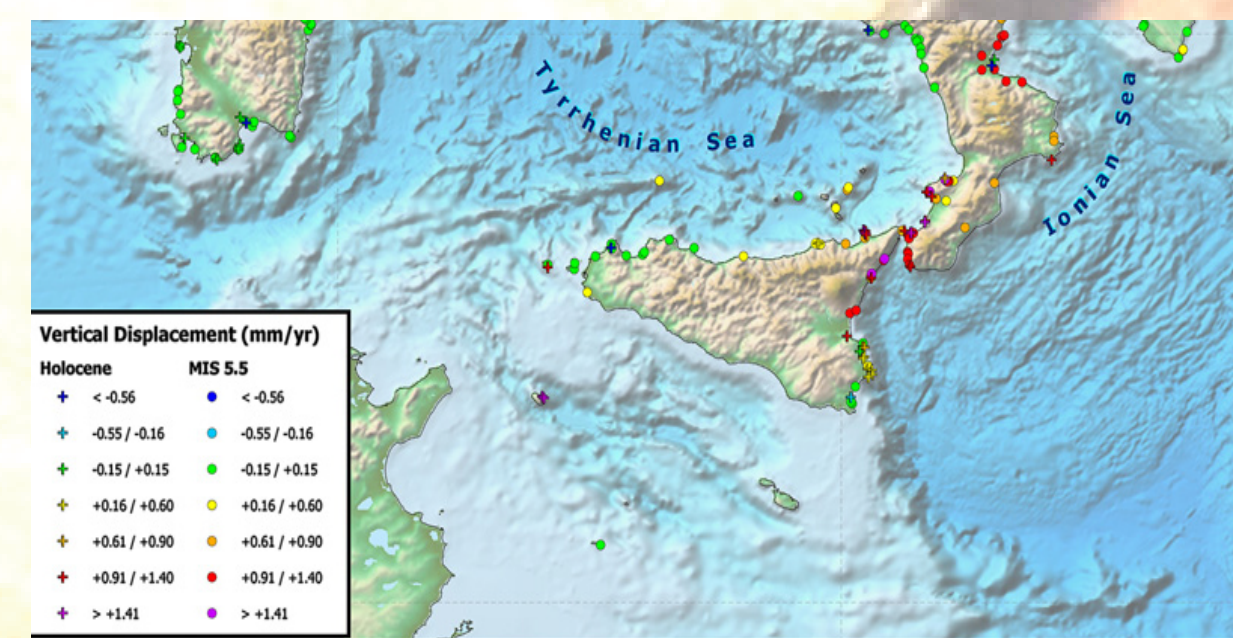 Tyrrhenian Sea
Ionian Sea
Vertical Displacement (mm/yr)
Holocene MIS 5.5
< -0.56 < -0.56
-0.55 / -0.16 -0.55 / -0.16
-0.15 / +0.15 -0.15 / +0.15
+0.16 / +0.60 +0.16 / +0.60
+0.61 / +0.90 +0.61 / +0.90
+0.91 / +1.40 +0.91 / +1.40
> +1.41 > +1.41